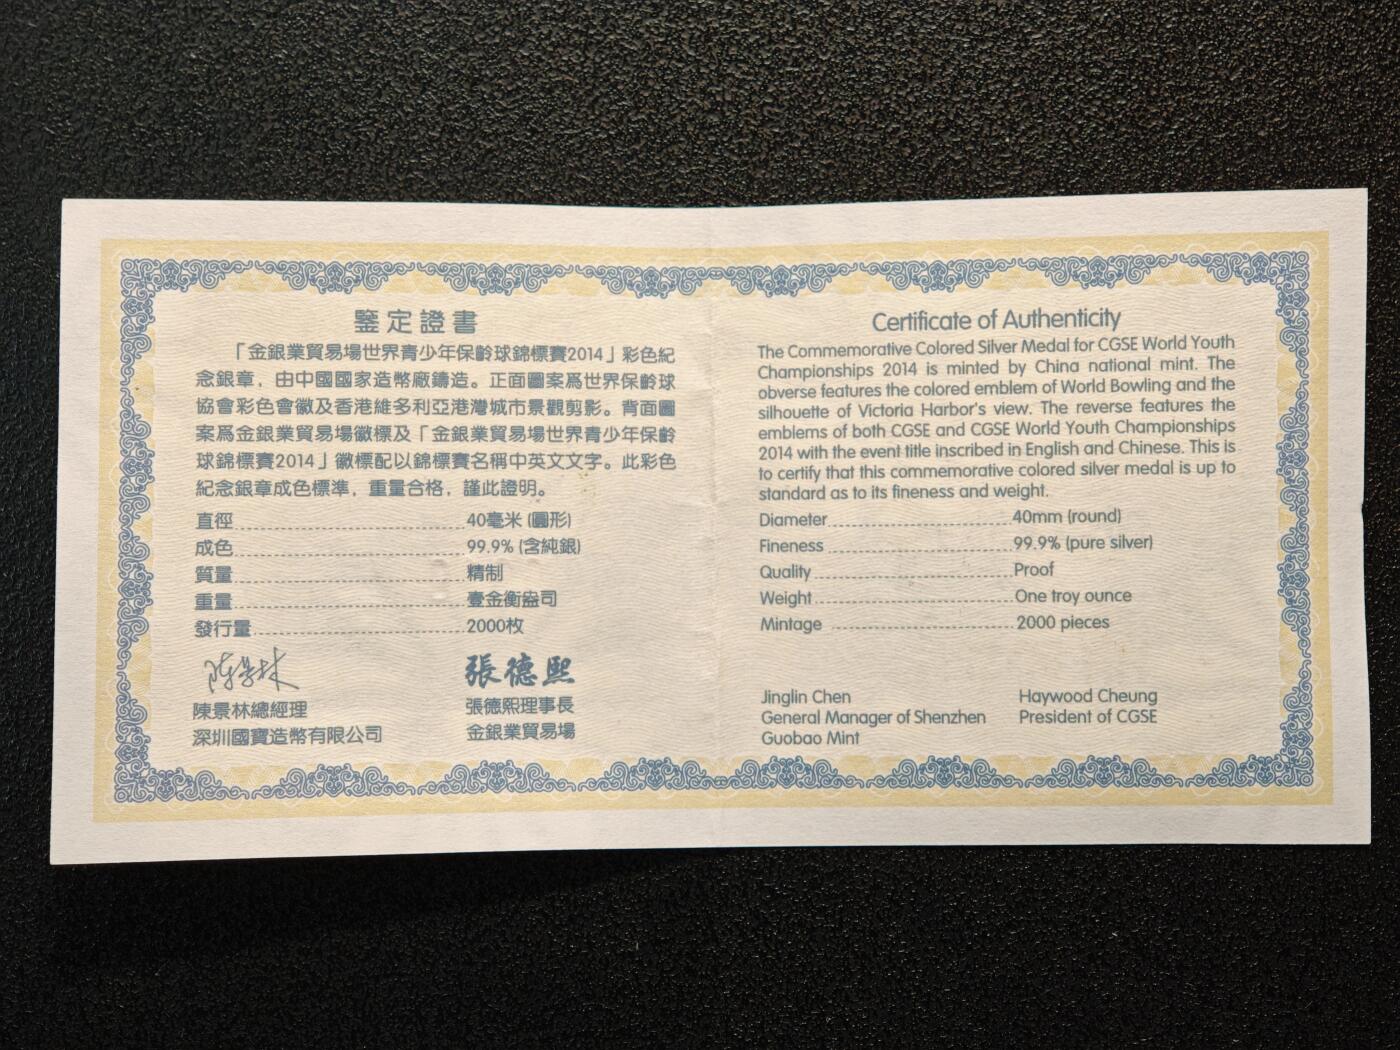 鑒定證書
「金銀業貿易場世界青少年保齡球錦標賽2014」彩色紀
念銀章，由中國國家造幣廠鑄造。正面圖案爲世界保齡球
協會彩色會徽及香港維多利亞港灣城市景觀剪影。背面圖
案爲金銀業貿易場徽標及「金銀業貿易場世界青少年保齡
球錦標賽2014」徽標配以錦標賽名稱中英文文字。此彩色
紀念銀章成色標準，重量合格，謹此證明。
直徑 40毫米 (圓形)
成色 99.9% (含純銀)
質量 精制
重量 壹金衡盎司
發行量 2000枚
陳景林
張德熙
陳景林總經理
張德熙理事長
深圳國寶造幣有限公司
金銀業貿易場
Certificate of Authenticity
The Commemorative Colored Silver Medal for CGSE World Youth
Championships 2014 is minted by China national mint. The
obverse features the colored emblem of World Bowling and the
silhouette of Victoria Harbor's view. The reverse features the
emblems of both CGSE and CGSE World Youth Championships
2014 with the event title inscribed in English and Chinese. This is
to certify that this commemorative colored silver medal is up to
standard as to its fineness and weight.
Diameter 40mm (round)
Fineness 99.9% (pure silver)
Quality Proof
Weight One troy ounce
Mintage 2000 pieces
Jinglin Chen
General Manager of Shenzhen
Guobao Mint
Haywood Cheung
President of CGSE